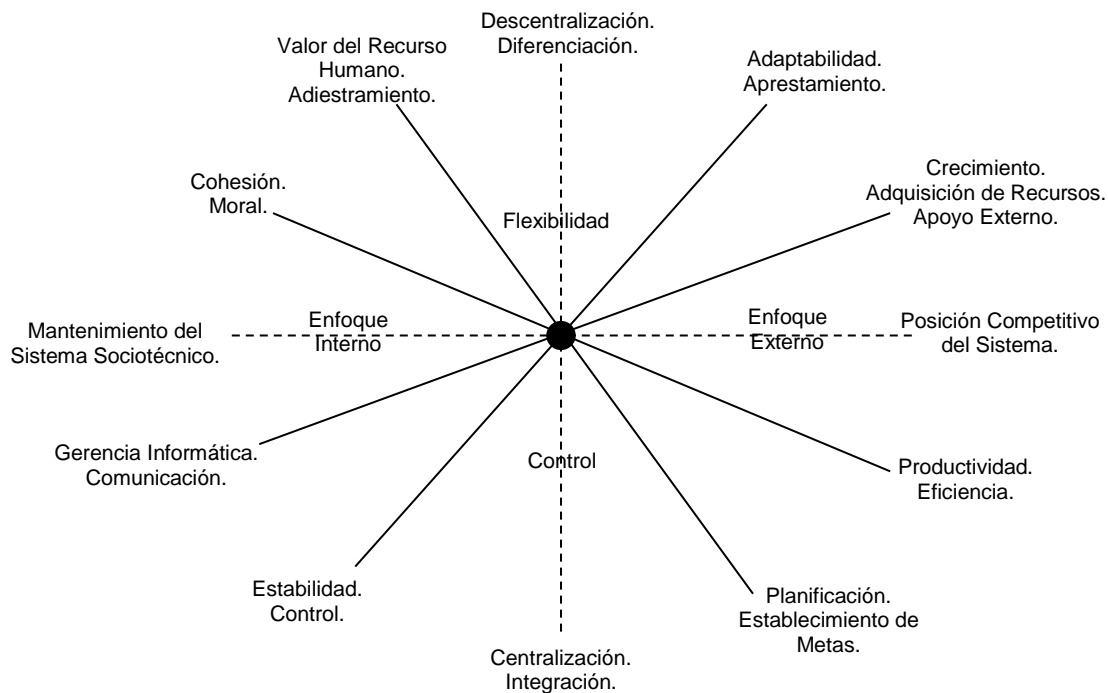 Descentralización.
Diferenciación.
Valor del Recurso
Humano.
Adiestramiento.
Adaptabilidad.
Aprestamiento.
Cohesión.
Moral.
Crecimiento.
Adquisición de Recursos.
Apoyo Externo.
Flexibilidad
Mantenimiento del
Sistema Sociotécnico.
Enfoque
Interno
Enfoque
Externo
Posición Competitivo
del Sistema.
Gerencia Informática.
Comunicación.
Control
Productividad.
Eficiencia.
Estabilidad.
Control.
Planificación.
Establecimiento de
Metas.
Centralización.
Integración.